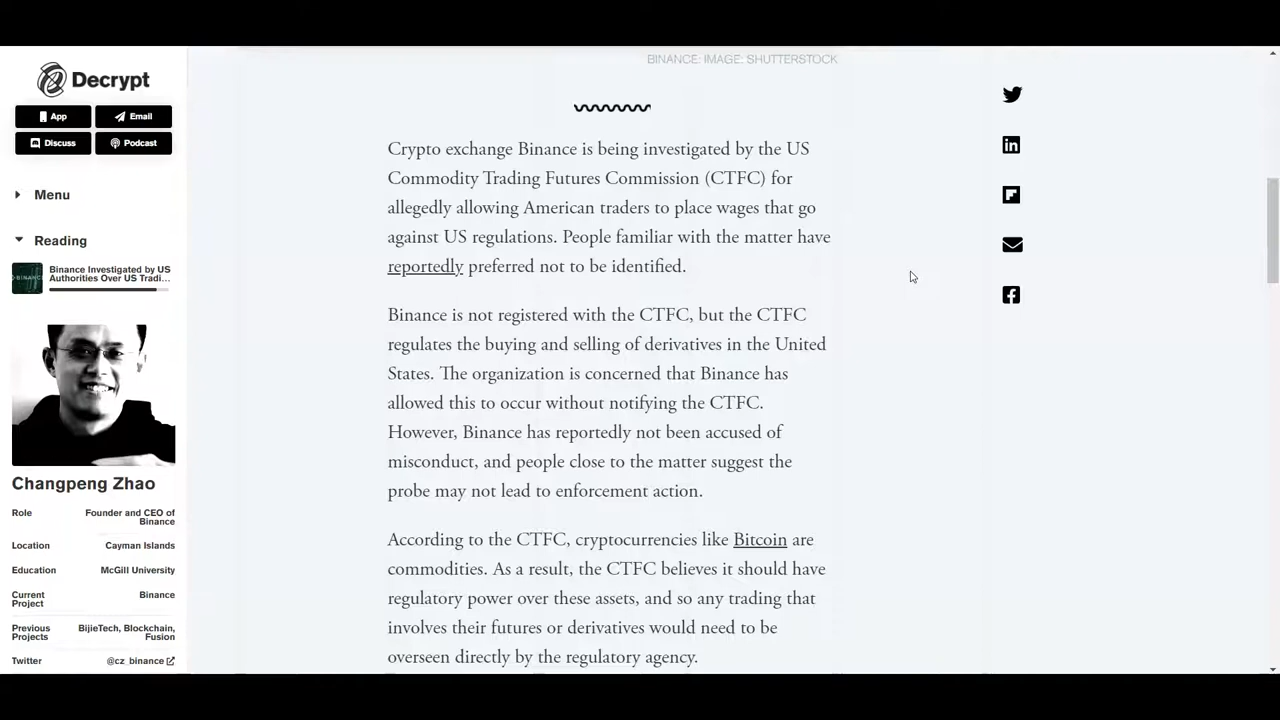 BINANCE: IMAGE: SHUTTERSTOCK
Decrypt
App
Email
Discuss
Podcast
Menu
Reading
Binance Investigated by US
Authorities Over US Tradi...
Changpeng Zhao
Role
Founder and CEO of
Binance
Location
Cayman Islands
Education
McGill University
Current
Project
Binance
Previous
Projects
BijieTech, Blockchain,
Fusion
Twitter
@cz_binance
Crypto exchange Binance is being investigated by the US
Commodity Trading Futures Commission (CTFC) for
allegedly allowing American traders to place wages that go
against US regulations. People familiar with the matter have
reportedly preferred not to be identified.
Binance is not registered with the CTFC, but the CTFC
regulates the buying and selling of derivatives in the United
States. The organization is concerned that Binance has
allowed this to occur without notifying the CTFC.
However, Binance has reportedly not been accused of
misconduct, and people close to the matter suggest the
probe may not lead to enforcement action.
According to the CTFC, cryptocurrencies like Bitcoin are
commodities. As a result, the CTFC believes it should have
regulatory power over these assets, and so any trading that
involves their futures or derivatives would need to be
overseen directly by the regulatory agency.